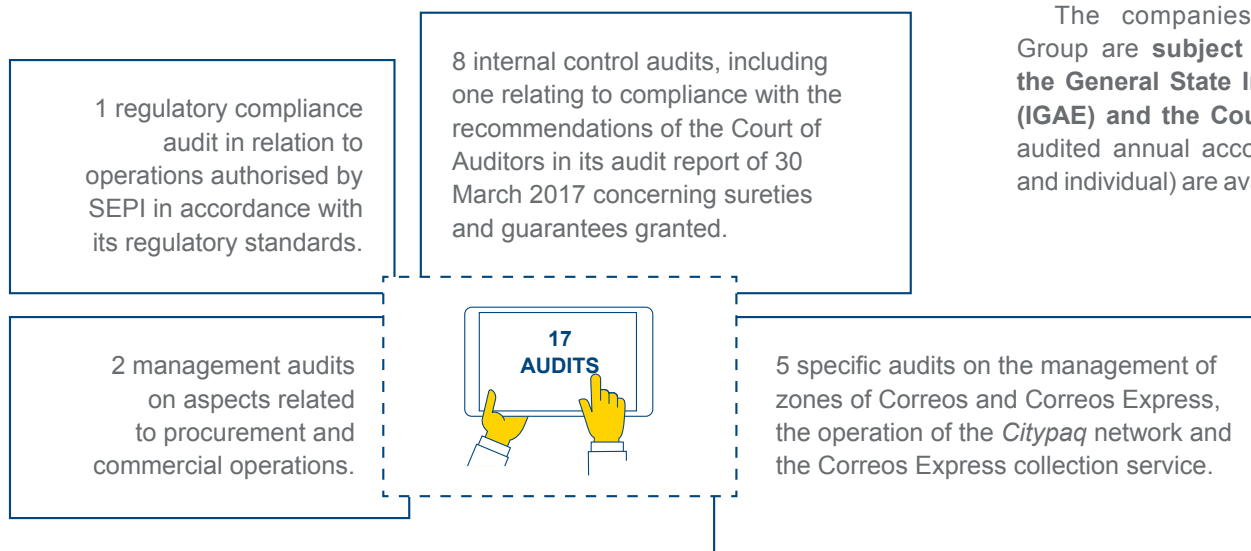 1 regulatory compliance
audit in relation to
operations authorised by
SEPI in accordance with
its regulatory standards.
8 internal control audits, including
one relating to compliance with the
recommendations of the Court of
Auditors in its audit report of 30
March 2017 concerning sureties
and guarantees granted.
The companies
Group are subject
the General State
(IGAE) and the
audited annual
and individual) are
17
AUDITS
2 management audits
on aspects related
to procurement and
commercial operations.
5 specific audits on the management of
zones of Correos and Correos Express,
the operation of the Citypaq network and
the Correos Express collection service.